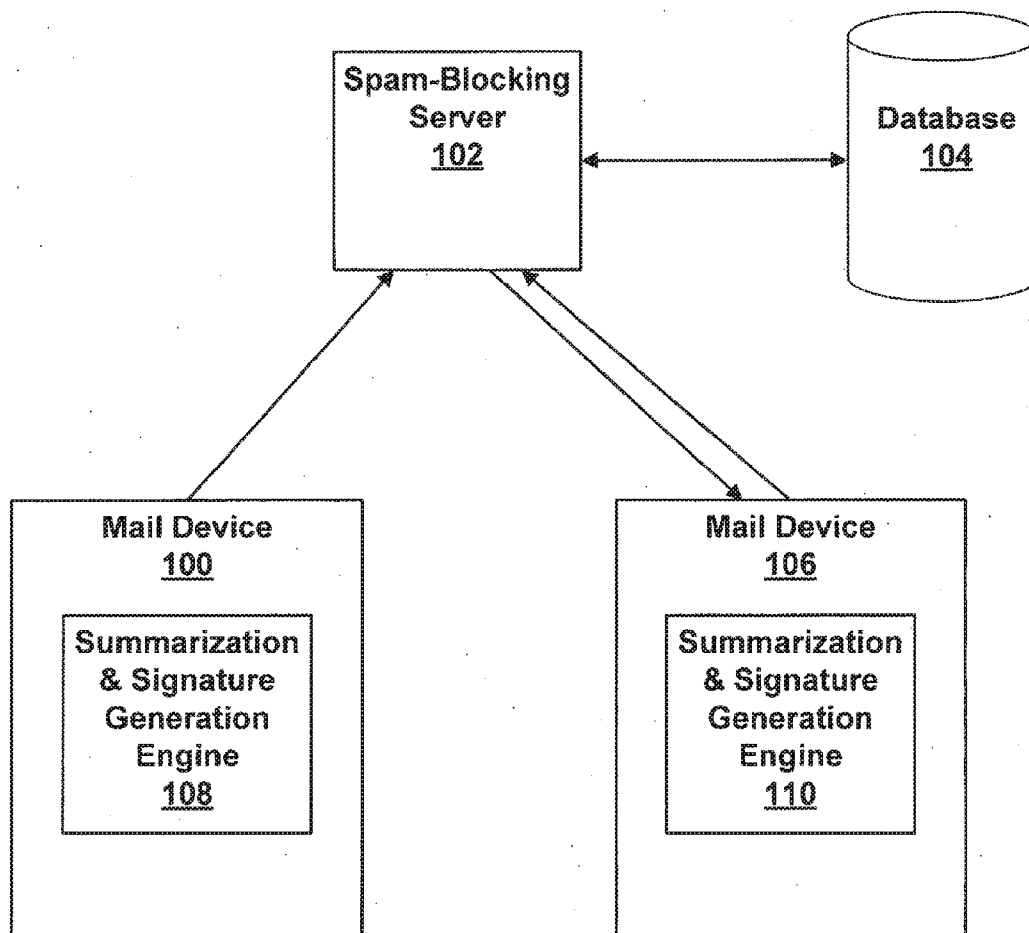 Spam-Blocking
Server
102
Database
104
Mail Device
100
Summarization
& Signature
Generation
Engine
108
Mail Device
106
Summarization
& Signature
Generation
Engine
110